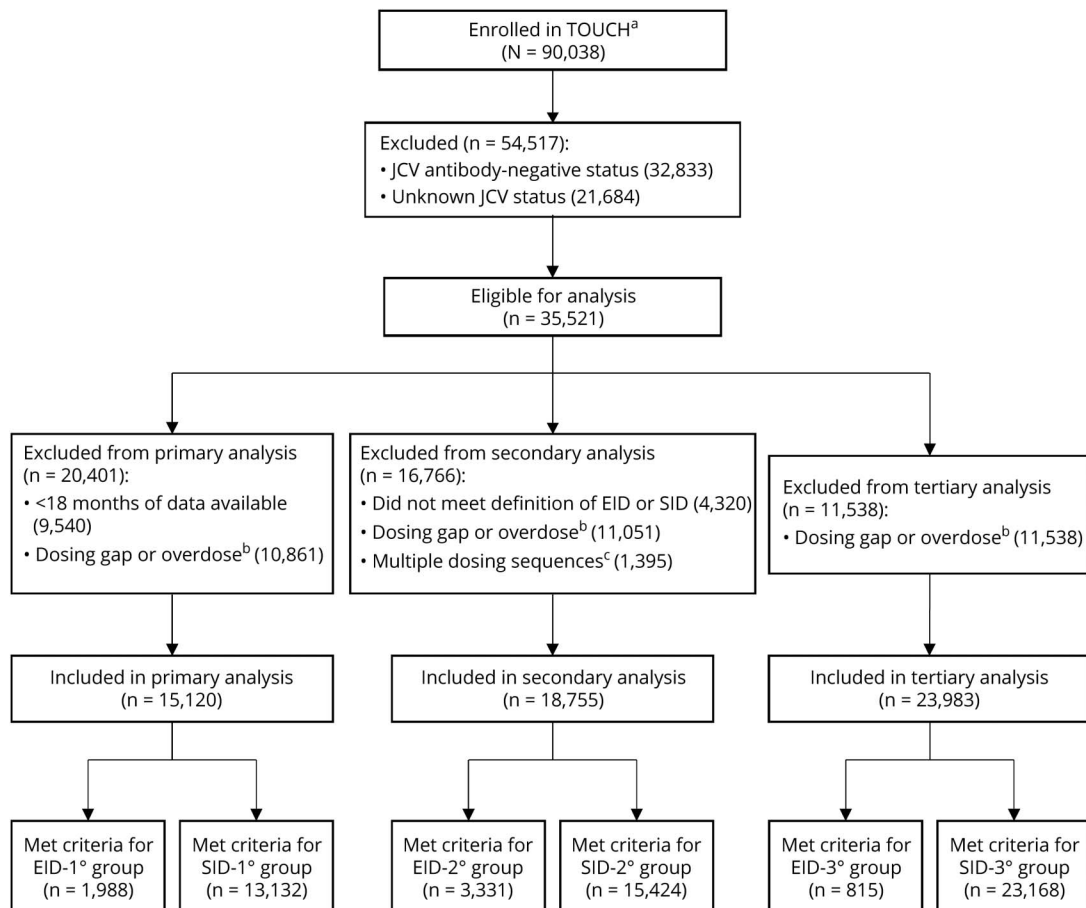 Enrolled in TOUCHᵃ
(N = 90,038)
Excluded (n = 54,517):
• JCV antibody-negative status (32,833)
• Unknown JCV status (21,684)
Eligible for analysis
(n = 35,521)
Excluded from primary analysis
(n = 20,401):
• <18 months of data available
(9,540)
• Dosing gap or overdoseᵇ (10,861)
Excluded from secondary analysis
(n = 16,766):
• Did not meet definition of EID or SID (4,320)
• Dosing gap or overdoseᵇ (11,051)
• Multiple dosing sequencesᶜ (1,395)
Excluded from tertiary analysis
(n = 11,538):
• Dosing gap or overdoseᵇ (11,538)
Included in primary analysis
(n = 15,120)
Included in secondary analysis
(n = 18,755)
Included in tertiary analysis
(n = 23,983)
Met criteria for
EID-1° group
(n = 1,988)
Met criteria for
SID-1° group
(n = 13,132)
Met criteria for
EID-2° group
(n = 3,331)
Met criteria for
SID-2° group
(n = 15,424)
Met criteria for
EID-3° group
(n = 815)
Met criteria for
SID-3° group
(n = 23,168)